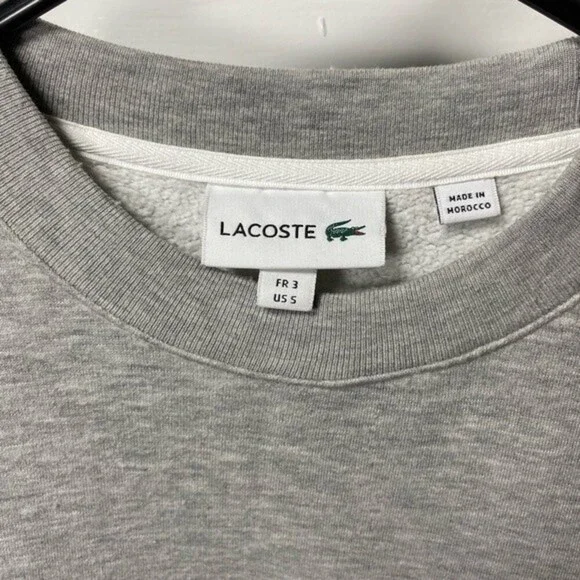 LACOSTE
FR 3
US S
MADE IN
MOROCCO